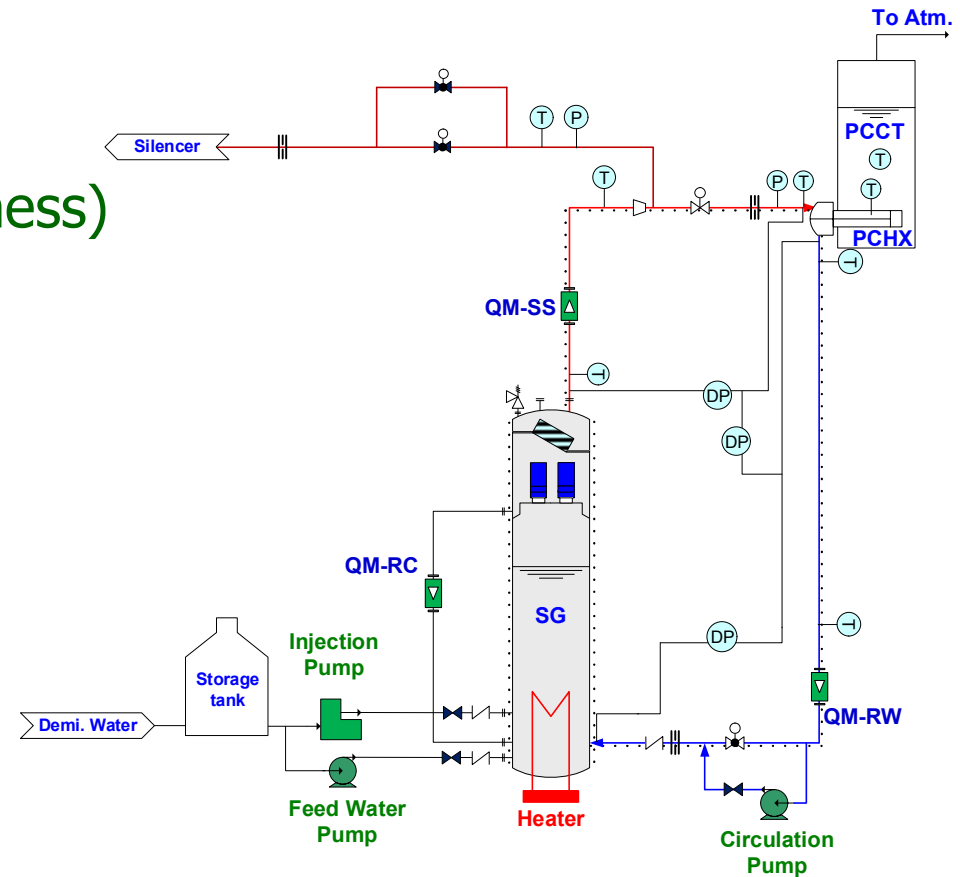 To Atm.
Silencer
T
P
PCCT
T
T
ness)
T
P
T
PCHX
T
QM-SS
T
DP
DP
QM-RC
SG
T
DP
Injection
Pump
Storage
tank
QM-RW
Demi. Water
Feed Water
Pump
Heater
Circulation
Pump